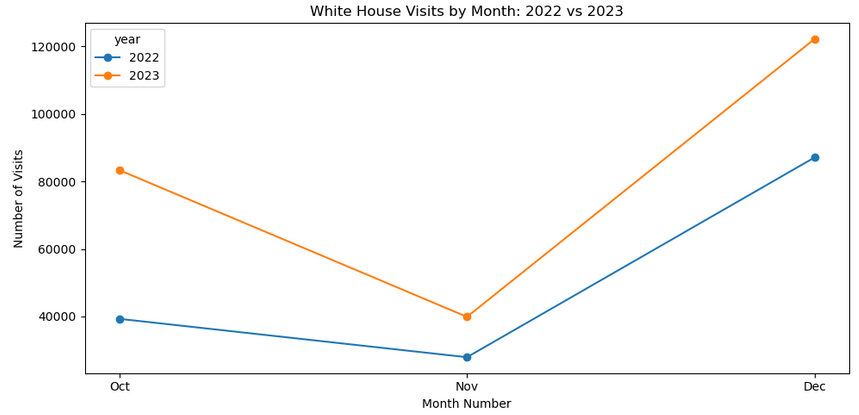 White House Visits by Month: 2022 vs 2023
year
2022
2023
120000
100000
80000
60000
40000
Number of Visits
Oct
Nov
Dec
Month Number